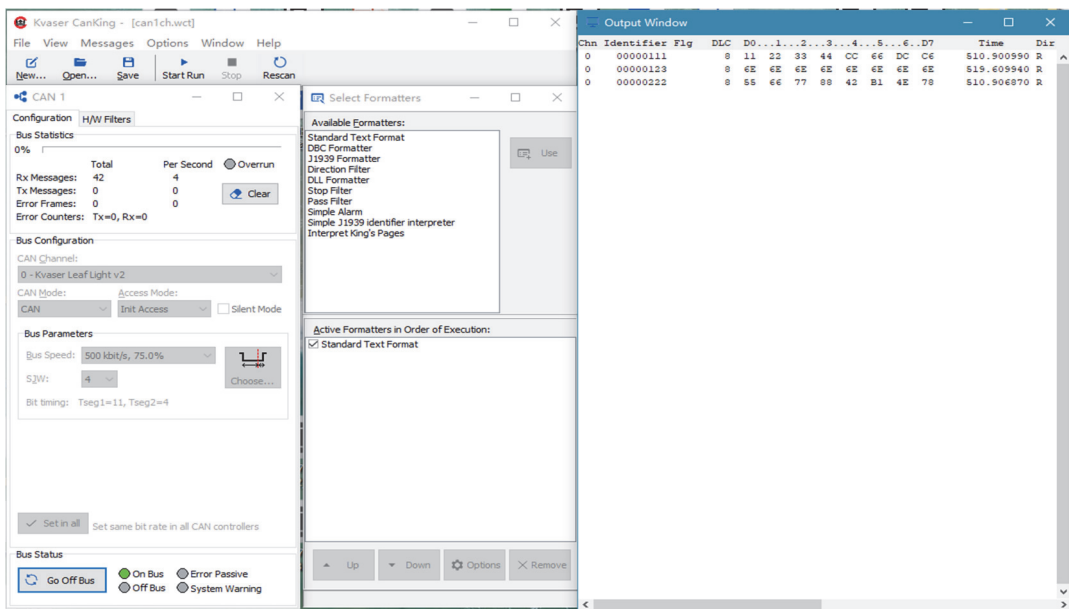 Kvaser CanKing - [can1ch.wct]
File View Messages Options Window Help
New... Open... Save Start Run Stop Rescan
CAN 1
Configuration H/W Filters
Bus Statistics
0%
Total Per Second Overrun
Rx Messages: 42 4
Tx Messages: 0 0 Clear
Error Frames: 0 0
Error Counters: Tx=0, Rx=0
Bus Configuration
CAN Channel:
0 - Kvaser Leaf Light v2
CAN Mode: Access Mode:
CAN Init Access Silent Mode
Bus Parameters
Bus Speed: 500 kbit/s, 75.0%
SJW: 4 Choose...
Bit timing: Tseg1=11, Tseg2=4
Set in all Set same bit rate in all CAN controllers
Bus Status
Go Off Bus On Bus Error Passive
Off Bus System Warning
Select Formatters
Available Formatters:
Standard Text Format
DBC Formatter
J1939 Formatter
Direction Filter
DLL Formatter
Stop Filter
Pass Filter
Simple Alarm
Simple J1939 identifier interpreter
Interpret King's Pages
Use
Active Formatters in Order of Execution:
Standard Text Format
Up Down Options Remove
Output Window
Chn Identifier Flg DLC D0...1...2...3...4...5...6..D7 Time Dir
0 00000111 8 11 22 33 44 CC 66 DC C6 510.900990 R
0 00000123 8 6E 6E 6E 6E 6E 6E 6E 6E 519.609940 R
0 00000222 8 55 66 77 88 42 B1 4E 78 510.906870 R